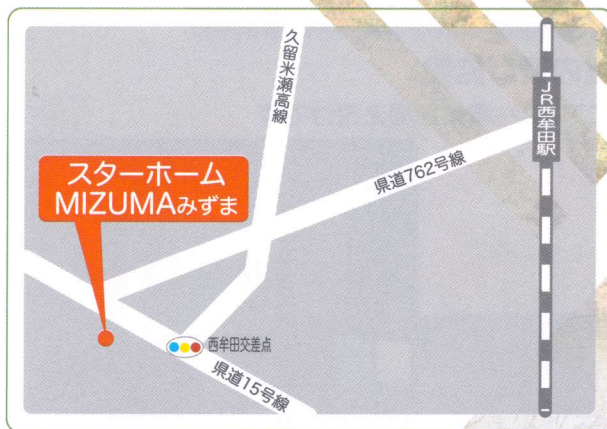 久留米瀬高線
JR西牟田駅
県道762号線
スターホーム
MIZUMAみずま
西牟田交差点
県道15号線